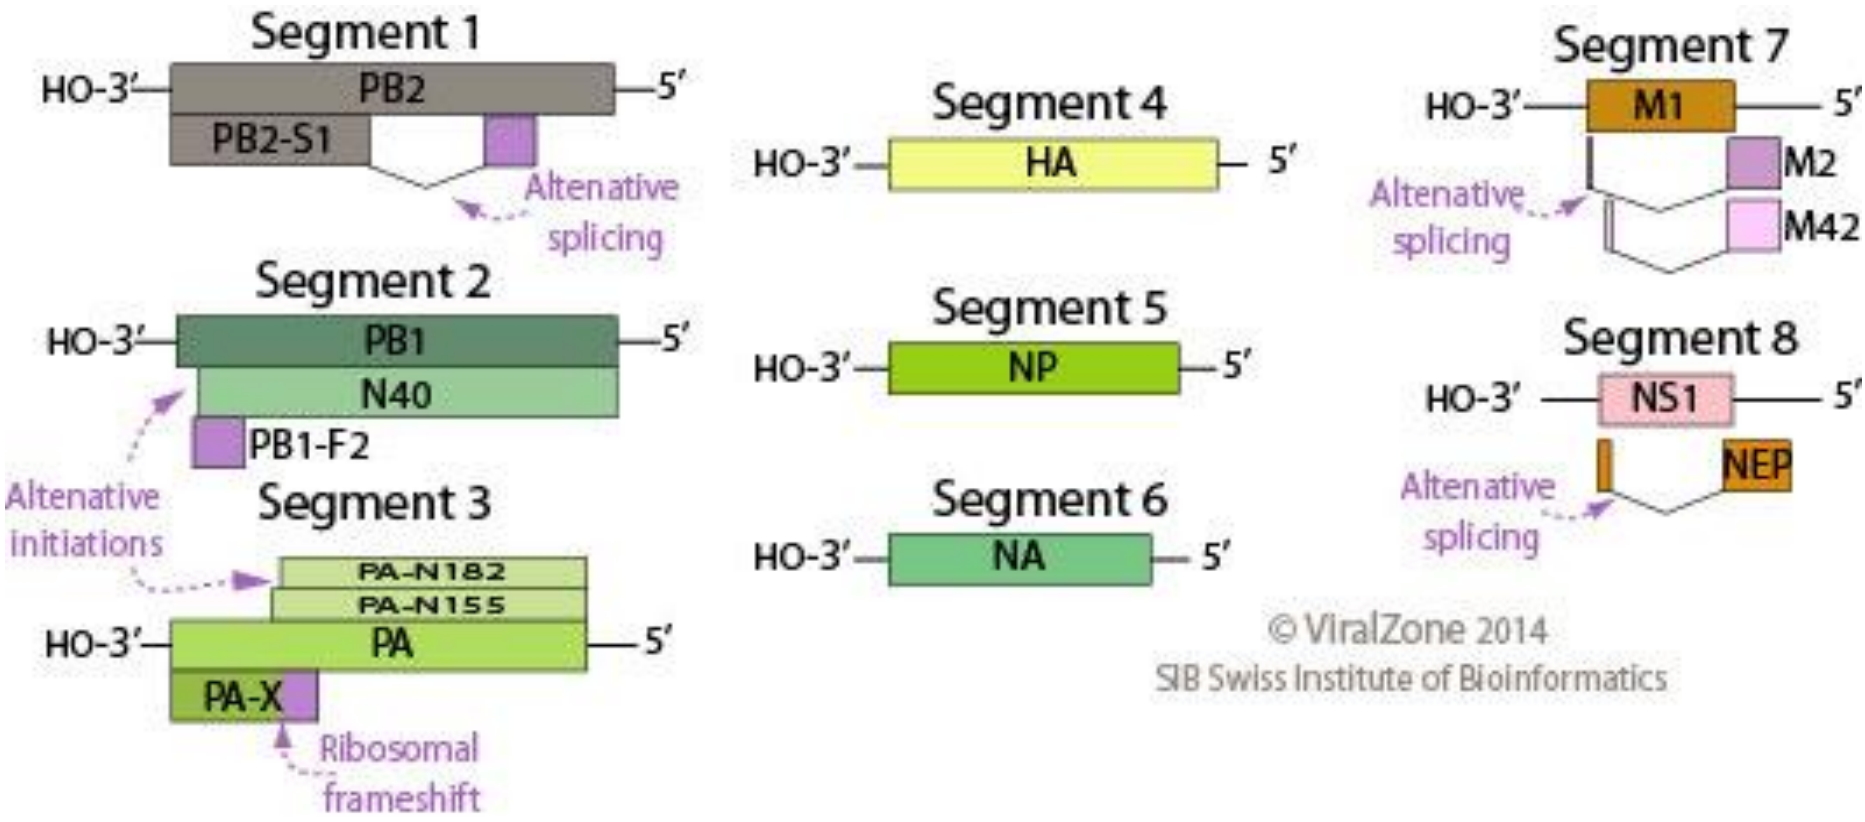 Segment 1
HO-3′ PB2 5′
PB2-S1
Altenative
splicing
Segment 2
HO-3′ PB1 5′
N40
PB1-F2
Altenative
initiations
Segment 3
PA-N182
PA-N155
HO-3′ PA 5′
PA-X
Ribosomal
frameshift
Segment 4
HO-3′ HA 5′
Segment 5
HO-3′ NP 5′
Segment 6
HO-3′ NA 5′
Segment 7
HO-3′ M1 5′
M2
Altenative
splicing
M42
Segment 8
HO-3′ NS1 5′
NEP
Altenative
splicing
© ViralZone 2014
SIB Swiss Institute of Bioinformatics